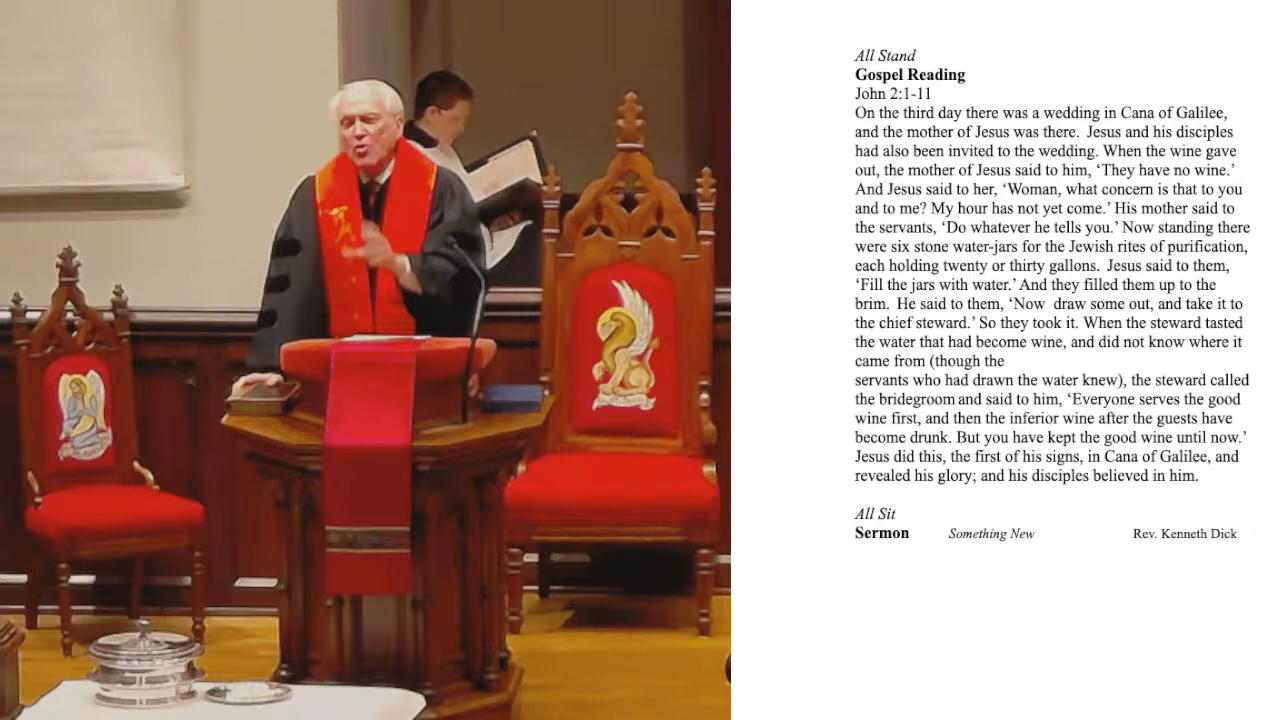 All Stand
Gospel Reading
John 2:1-11
On the third day there was a wedding in Cana of Galilee,
and the mother of Jesus was there.  Jesus and his disciples
had also been invited to the wedding. When the wine gave
out, the mother of Jesus said to him, ‘They have no wine.’
And Jesus said to her, ‘Woman, what concern is that to you
and to me? My hour has not yet come.’ His mother said to
the servants, ‘Do whatever he tells you.’ Now standing there
were six stone water-jars for the Jewish rites of purification,
each holding twenty or thirty gallons.  Jesus said to them,
‘Fill the jars with water.’ And they filled them up to the
brim.  He said to them, ‘Now  draw some out, and take it to
the chief steward.’ So they took it. When the steward tasted
the water that had become wine, and did not know where it
came from (though the
servants who had drawn the water knew), the steward called
the bridegroom and said to him, ‘Everyone serves the good
wine first, and then the inferior wine after the guests have
become drunk. But you have kept the good wine until now.’
Jesus did this, the first of his signs, in Cana of Galilee, and
revealed his glory; and his disciples believed in him.
All Sit
Sermon Something New Rev. Kenneth Dick